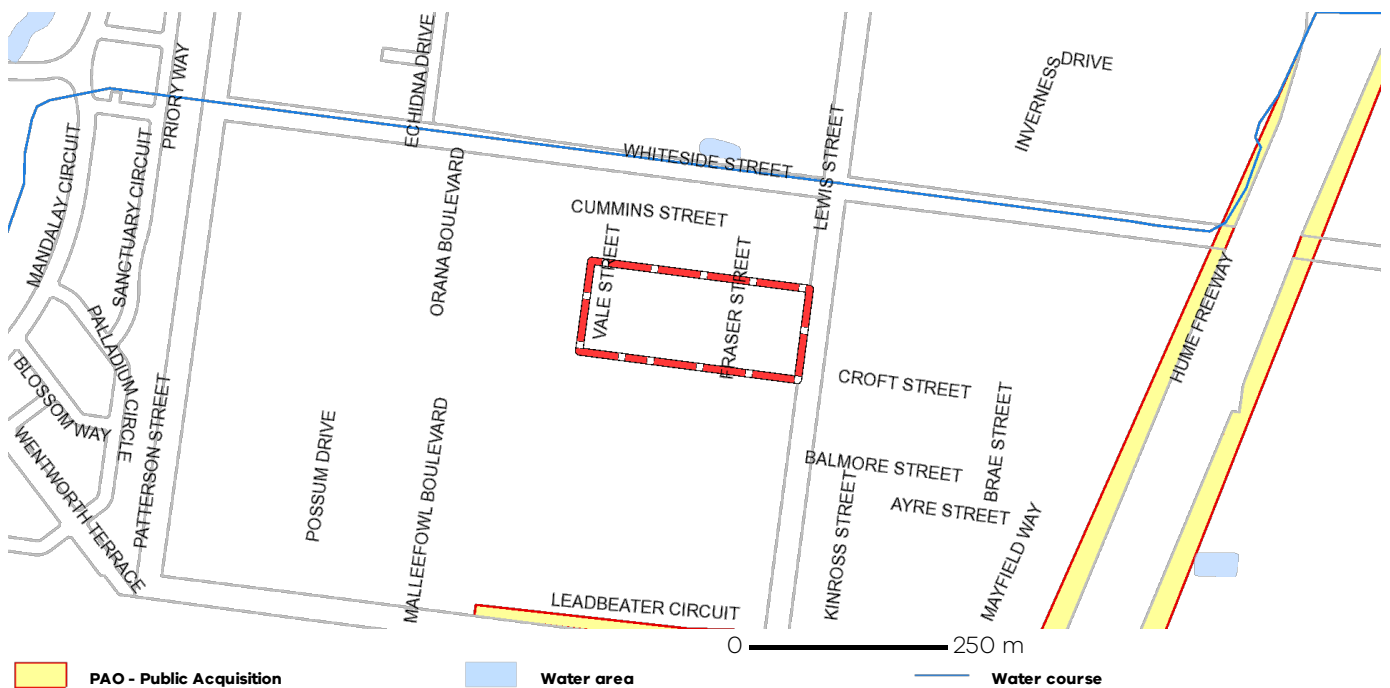 PRIORY WAY
ECHIDNA DRIVE
INVERNESS DRIVE
WHITESIDE STREET
LEWIS STREET
MANDALAY CIRCUIT
SANCTUARY CIRCUIT
ORANA BOULEVARD
CUMMINS STREET
VALE STREET
FRASER STREET
HUME FREEWAY
PALLADIUM CIRCLE
BLOSSOM WAY
WENTWORTH TERRACE
PATTERSON STREET
POSSUM DRIVE
MALLEEFOWL BOULEVARD
CROFT STREET
BRAE STREET
BALMORE STREET
AYRE STREET
KINROSS STREET
MAYFIELD WAY
LEADBEATER CIRCUIT
0 250 m
PAO - Public Acquisition
Water area
Water course